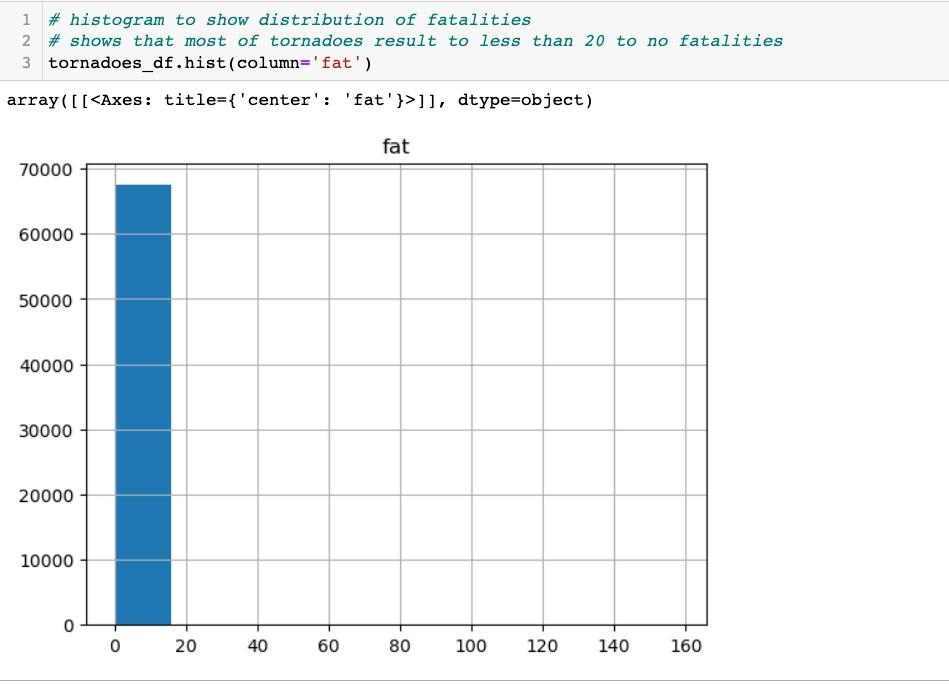 1 # histogram to show distribution of fatalities
2 # shows that most of tornadoes result to less than 20 to no fatalities
3 tornadoes_df.hist(column='fat')
array([[<Axes: title={'center': 'fat'}>]], dtype=object)
fat
70000
60000
50000
40000
30000
20000
10000
0
0 20 40 60 80 100 120 140 160